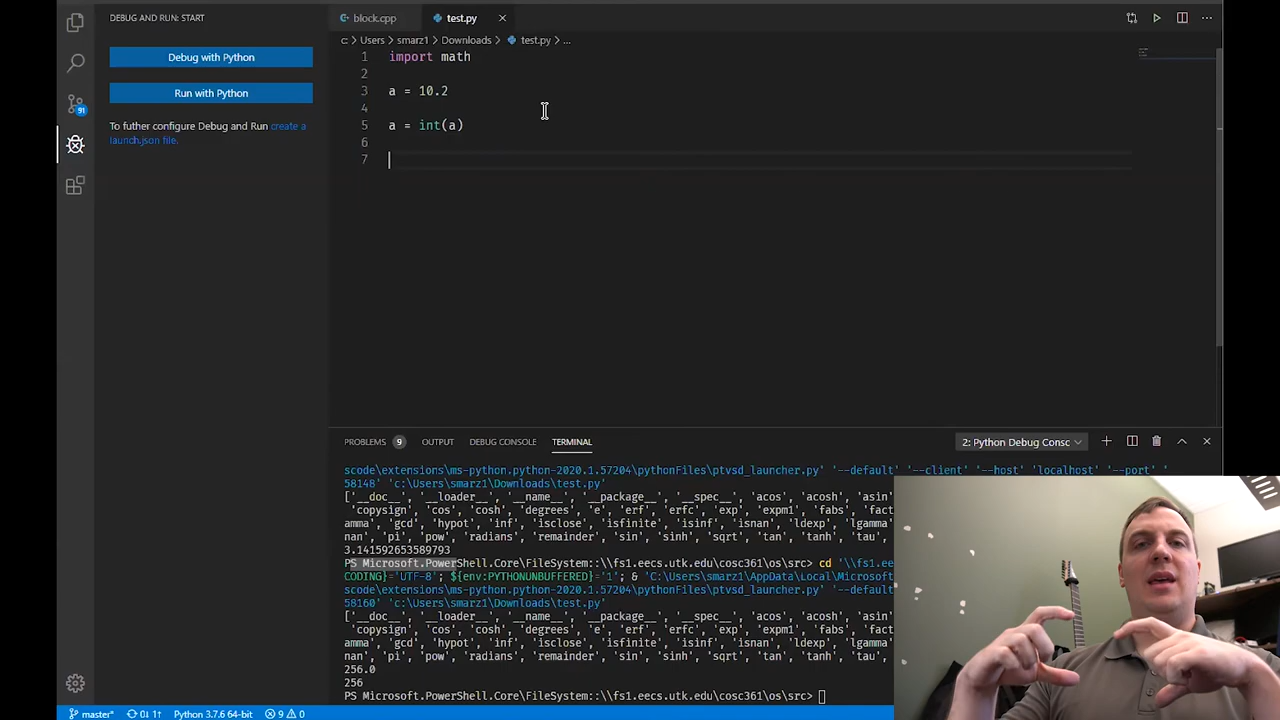 DEBUG AND RUN: START
Debug with Python
Run with Python
To futher configure Debug and Run create a
launch.json file.
91
block.cpp
test.py
c > Users > smarz1 > Downloads > test.py > ...
1 import math
2
3 a = 10.2
4
5 a = int(a)
6
7
PROBLEMS 9 OUTPUT DEBUG CONSOLE TERMINAL 2: Python Debug Consc
scode\extensions\ms-python.python-2020.1.57204\pythonFiles\ptvsd_launcher.py' '--default' '--client' '--host' 'localhost' '--port' '
58148' 'c:\Users\smarz1\Downloads\test.py'
['__doc__', '__loader__', '__name__', '__package__', '__spec__', 'acos', 'acosh', 'asin'
'copysign', 'cos', 'cosh', 'degrees', 'e', 'erf', 'erfc', 'exp', 'expm1', 'fabs', 'fact
amma', 'gcd', 'hypot', 'inf', 'isclose', 'isfinite', 'isinf', 'isnan', 'ldexp', 'lgamma'
nan', 'pi', 'pow', 'radians', 'remainder', 'sin', 'sinh', 'sqrt', 'tan', 'tanh', 'tau',
3.141592653589793
PS Microsoft.PowerShell.Core\FileSystem::\\fs1.eecs.utk.edu\cosc361\os\src> cd '\\fs1.ee
CODING}='UTF-8'; ${env:PYTHONUNBUFFERED}='1'; & 'C:\Users\smarz1\AppData\Local\Microsoft
scode\extensions\ms-python.python-2020.1.57204\pythonFiles\ptvsd_launcher.py' '--default
58160' 'c:\Users\smarz1\Downloads\test.py'
['__doc__', '__loader__', '__name__', '__package__', '__spec__', 'acos', 'acosh', 'asin'
'copysign', 'cos', 'cosh', 'degrees', 'e', 'erf', 'erfc', 'exp', 'expm1', 'fabs', 'fact
amma', 'gcd', 'hypot', 'inf', 'isclose', 'isfinite', 'isinf', 'isnan', 'ldexp', 'lgamma'
nan', 'pi', 'pow', 'radians', 'remainder', 'sin', 'sinh', 'sqrt', 'tan', 'tanh', 'tau',
256.0
256
PS Microsoft.PowerShell.Core\FileSystem::\\fs1.eecs.utk.edu\cosc361\os\src>
master* 0↓ 1↑ Python 3.7.6 64-bit 9 0